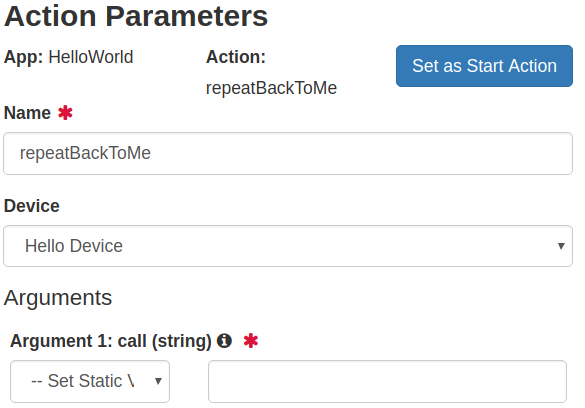 Action Parameters
App: HelloWorld Action: Set as Start Action
repeatBackToMe
Name ✱
repeatBackToMe
Device
Hello Device
Arguments
Argument 1: call (string) ✱
-- Set Static V